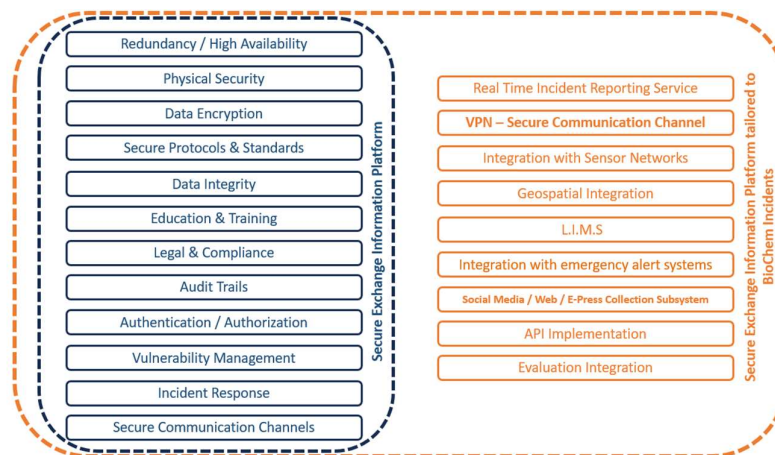 Redundancy / High Availability
Physical Security
Data Encryption
Secure Protocols & Standards
Data Integrity
Education & Training
Legal & Compliance
Audit Trails
Authentication / Authorization
Vulnerability Management
Incident Response
Secure Communication Channels
Secure Exchange Information Platform
Real Time Incident Reporting Service
VPN – Secure Communication Channel
Integration with Sensor Networks
Geospatial Integration
L.I.M.S
Integration with emergency alert systems
Social Media / Web / E-Press Collection Subsystem
API Implementation
Evaluation Integration
Secure Exchange Information Platform tailored to
BioChem Incidents